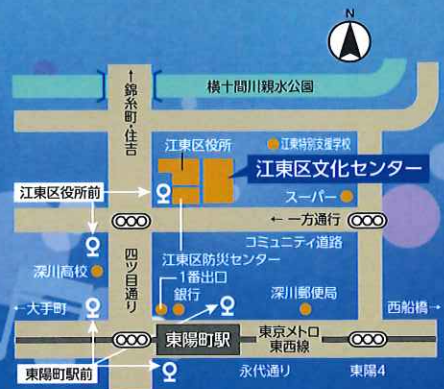 N
横十間川親水公園
↑錦糸町・住吉
江東区役所
江東特別支援学校
江東区文化センター
スーパー
江東区役所前
← 一方通行
コミュニティ道路
江東区防災センター
四ツ目通り
深川高校
1番出口
銀行
深川郵便局
←大手町
西船橋→
東陽町駅
東京メトロ
東西線
東陽町駅前
永代通り
東陽4